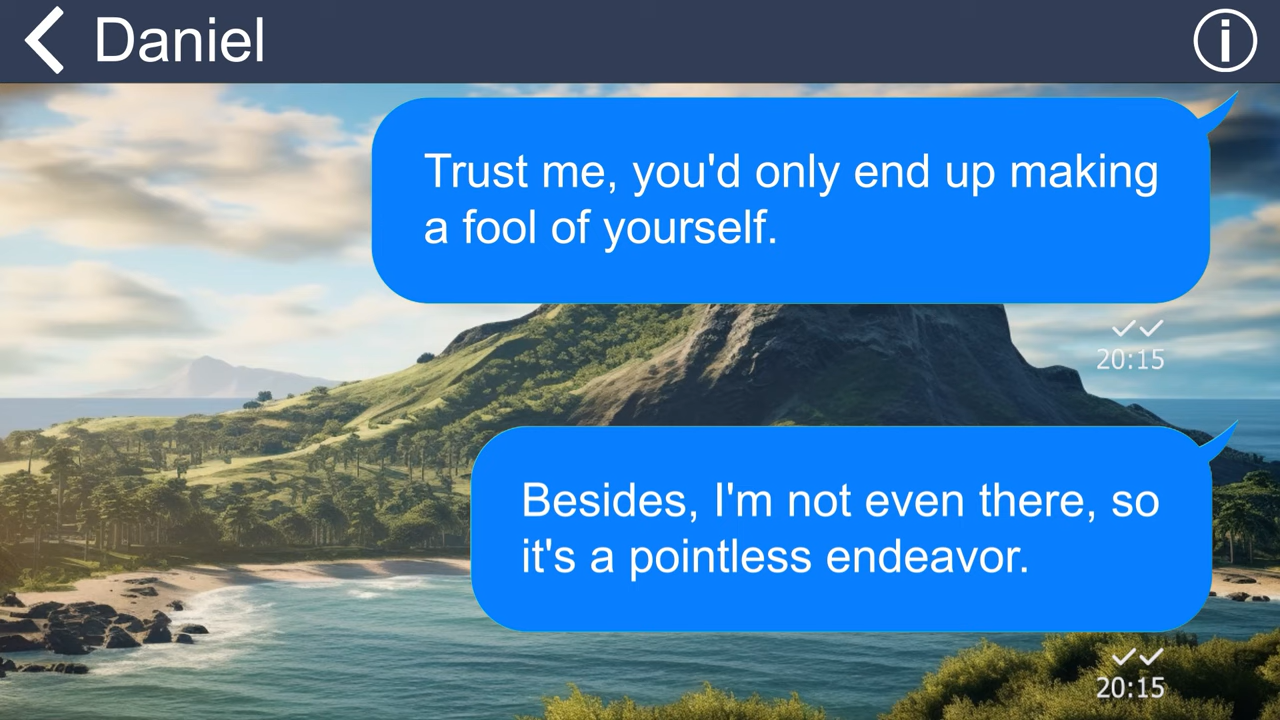 Daniel
Trust me, you'd only end up making
a fool of yourself.
20:15
Besides, I'm not even there, so
it's a pointless endeavor.
20:15